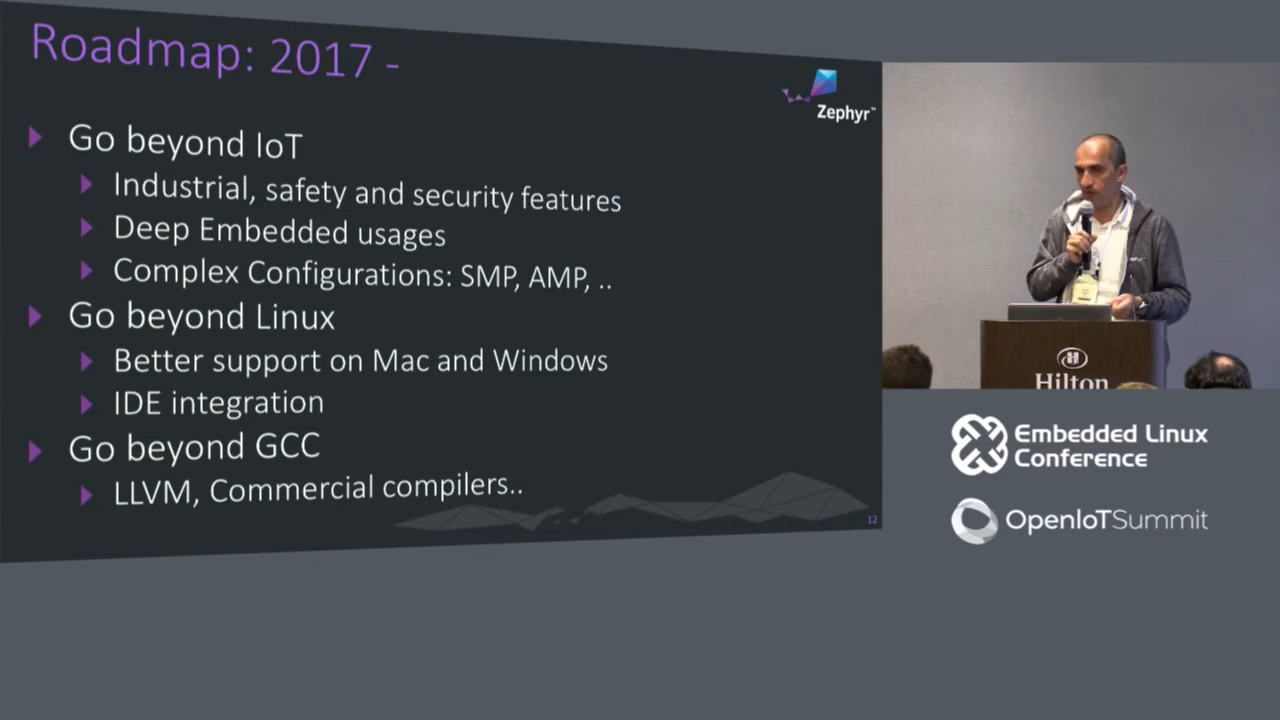 Roadmap: 2017 -
Zephyr™
Go beyond IoT
Industrial, safety and security features
Deep Embedded usages
Complex Configurations: SMP, AMP, ..
Go beyond Linux
Better support on Mac and Windows
IDE integration
Go beyond GCC
LLVM, Commercial compilers..
12
Hilton
Embedded Linux
Conference
OpenIoTSummit